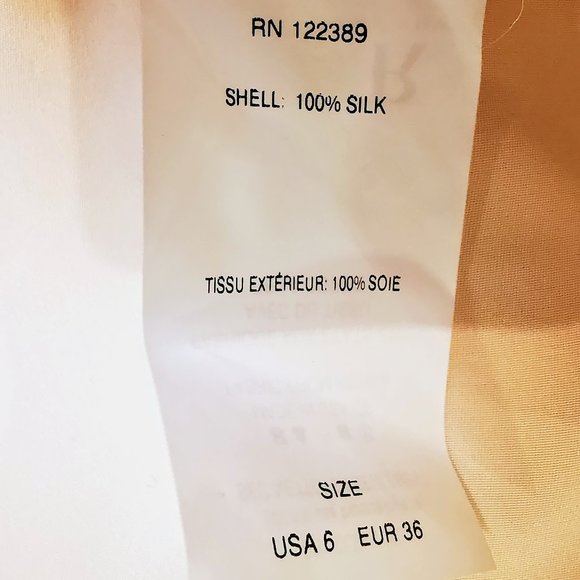 RN 122389
SHELL: 100% SILK
TISSU EXTÉRIEUR: 100% SOIE
SIZE
USA 6 EUR 36